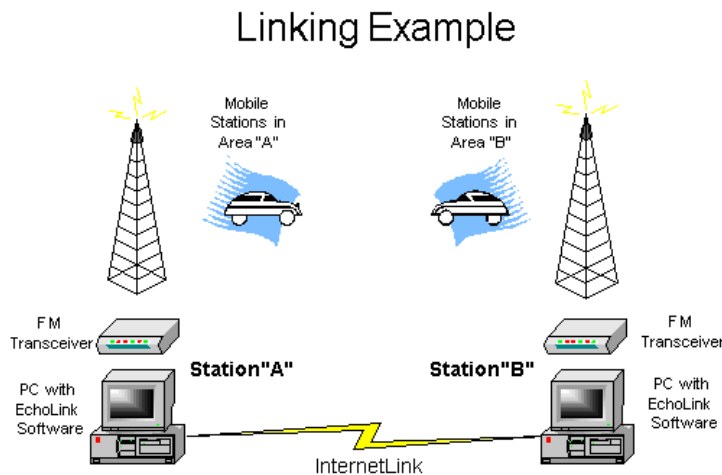 Linking Example
Mobile
Stations in
Area "A"
Mobile
Stations in
Area "B"
FM
Transceiver
FM
Transceiver
Station"A"
Station"B"
PC with
EchoLink
Software
PC with
EchoLink
Software
InternetLink